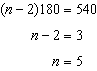 (n − 2)180 = 540
n − 2 = 3
n = 5